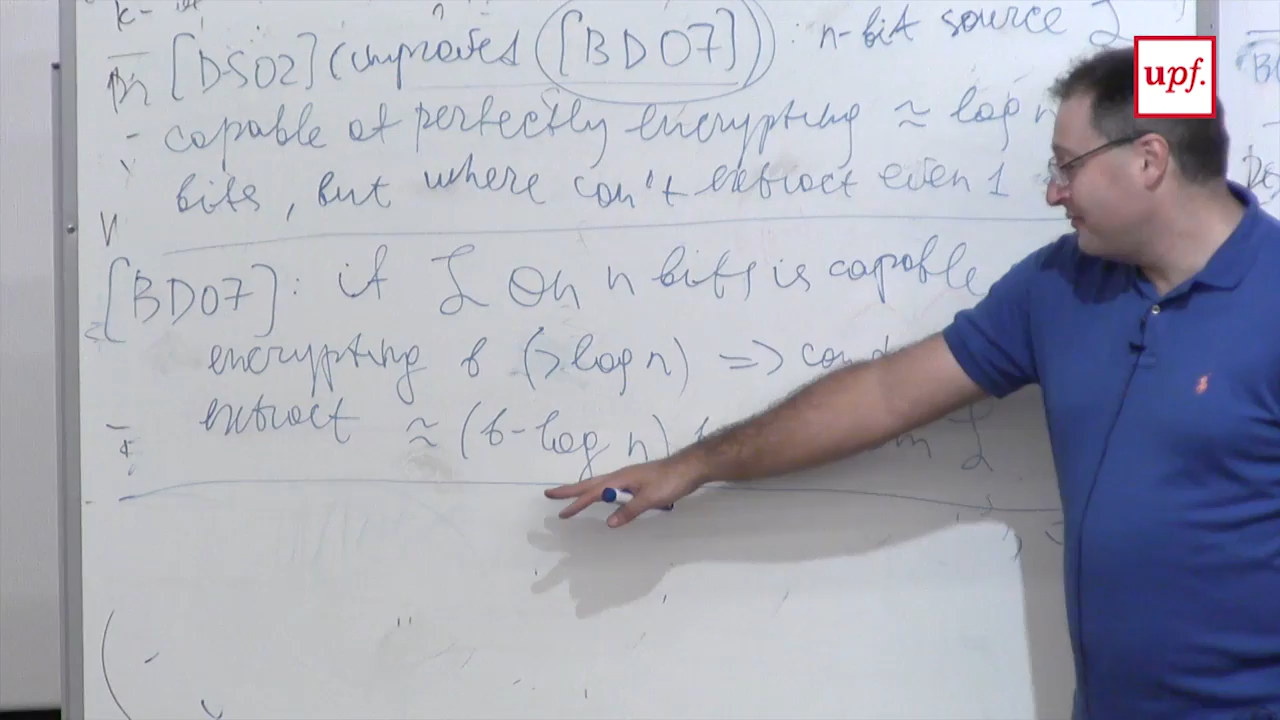 [DS02] (improves [BD07]) : n-bit source ℒ
capable of perfectly encrypting ≈ log n
bits, but where can't extract even 1
[BD07]: if ℒ on n bits is capable
encrypting b (> log n) =>
extract ≈ (b - log n) ℒ
upf.